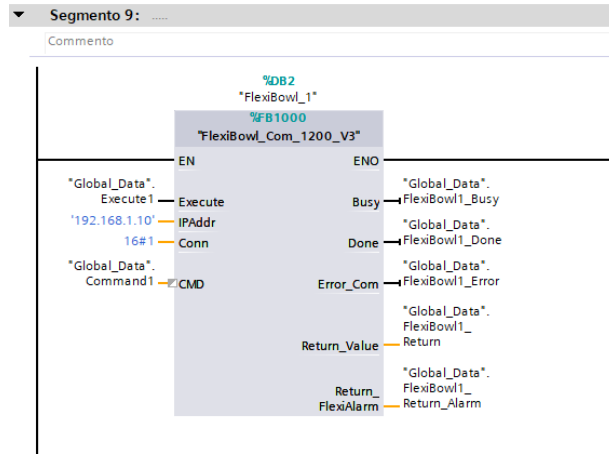 Segmento 9: .....
Commento
%DB2
"FlexiBowl_1"
%FB1000
"FlexiBowl_Com_1200_V3"
EN
ENO
"Global_Data".
Execute1
Execute
'192.168.1.10'
IPAddr
16#1
Conn
"Global_Data".
Command1
CMD
Busy
"Global_Data".
FlexiBowl1_Busy
Done
"Global_Data".
FlexiBowl1_Done
Error_Com
"Global_Data".
FlexiBowl1_Error
Return_Value
"Global_Data".
FlexiBowl1_
Return
Return_
FlexiAlarm
"Global_Data".
FlexiBowl1_
Return_Alarm